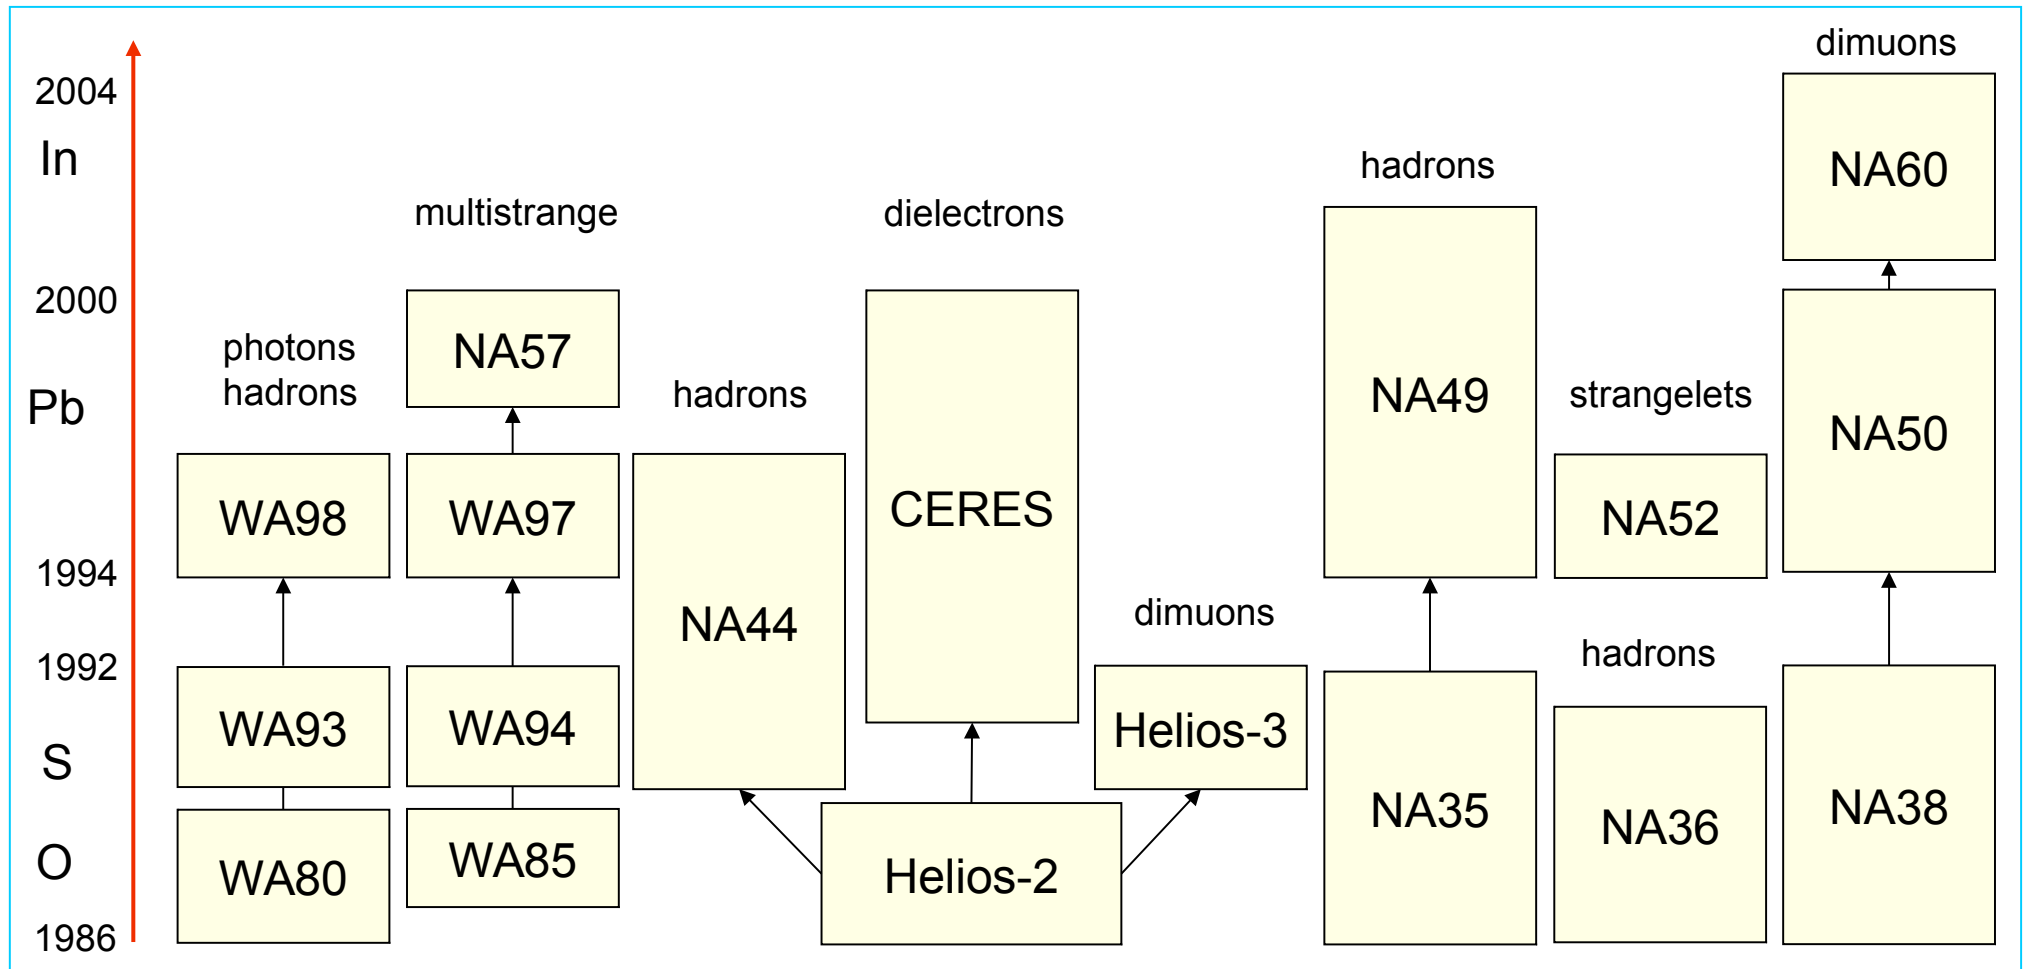 dimuons
2004
In
NA60
hadrons
multistrange
dielectrons
2000
photons
hadrons
NA57
Pb
hadrons
NA49
strangelets
NA50
WA98
WA97
CERES
NA52
1994
NA44
dimuons
1992
hadrons
WA93
WA94
Helios-3
S
NA35
NA36
NA38
O
WA80
WA85
Helios-2
1986